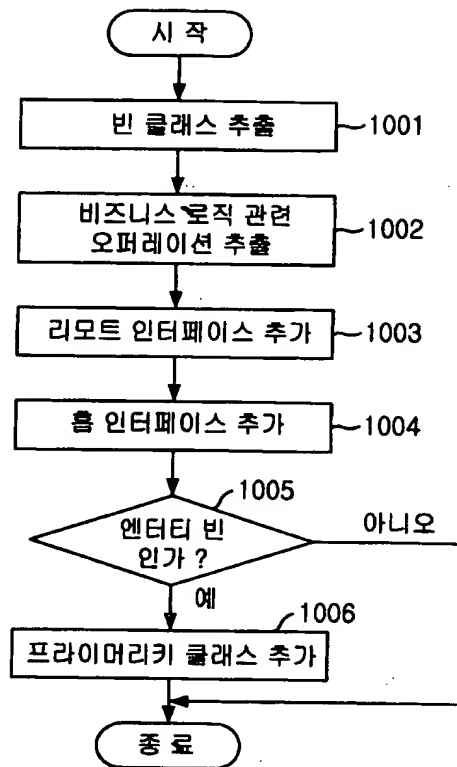 시작
빈 클래스 추출
1001
비즈니스 로직 관련
오퍼레이션 추출
1002
리모트 인터페이스 추가
1003
홈 인터페이스 추가
1004
1005
엔터티 빈
인가 ?
아니오
예
1006
프라이머리키 클래스 추가
종료